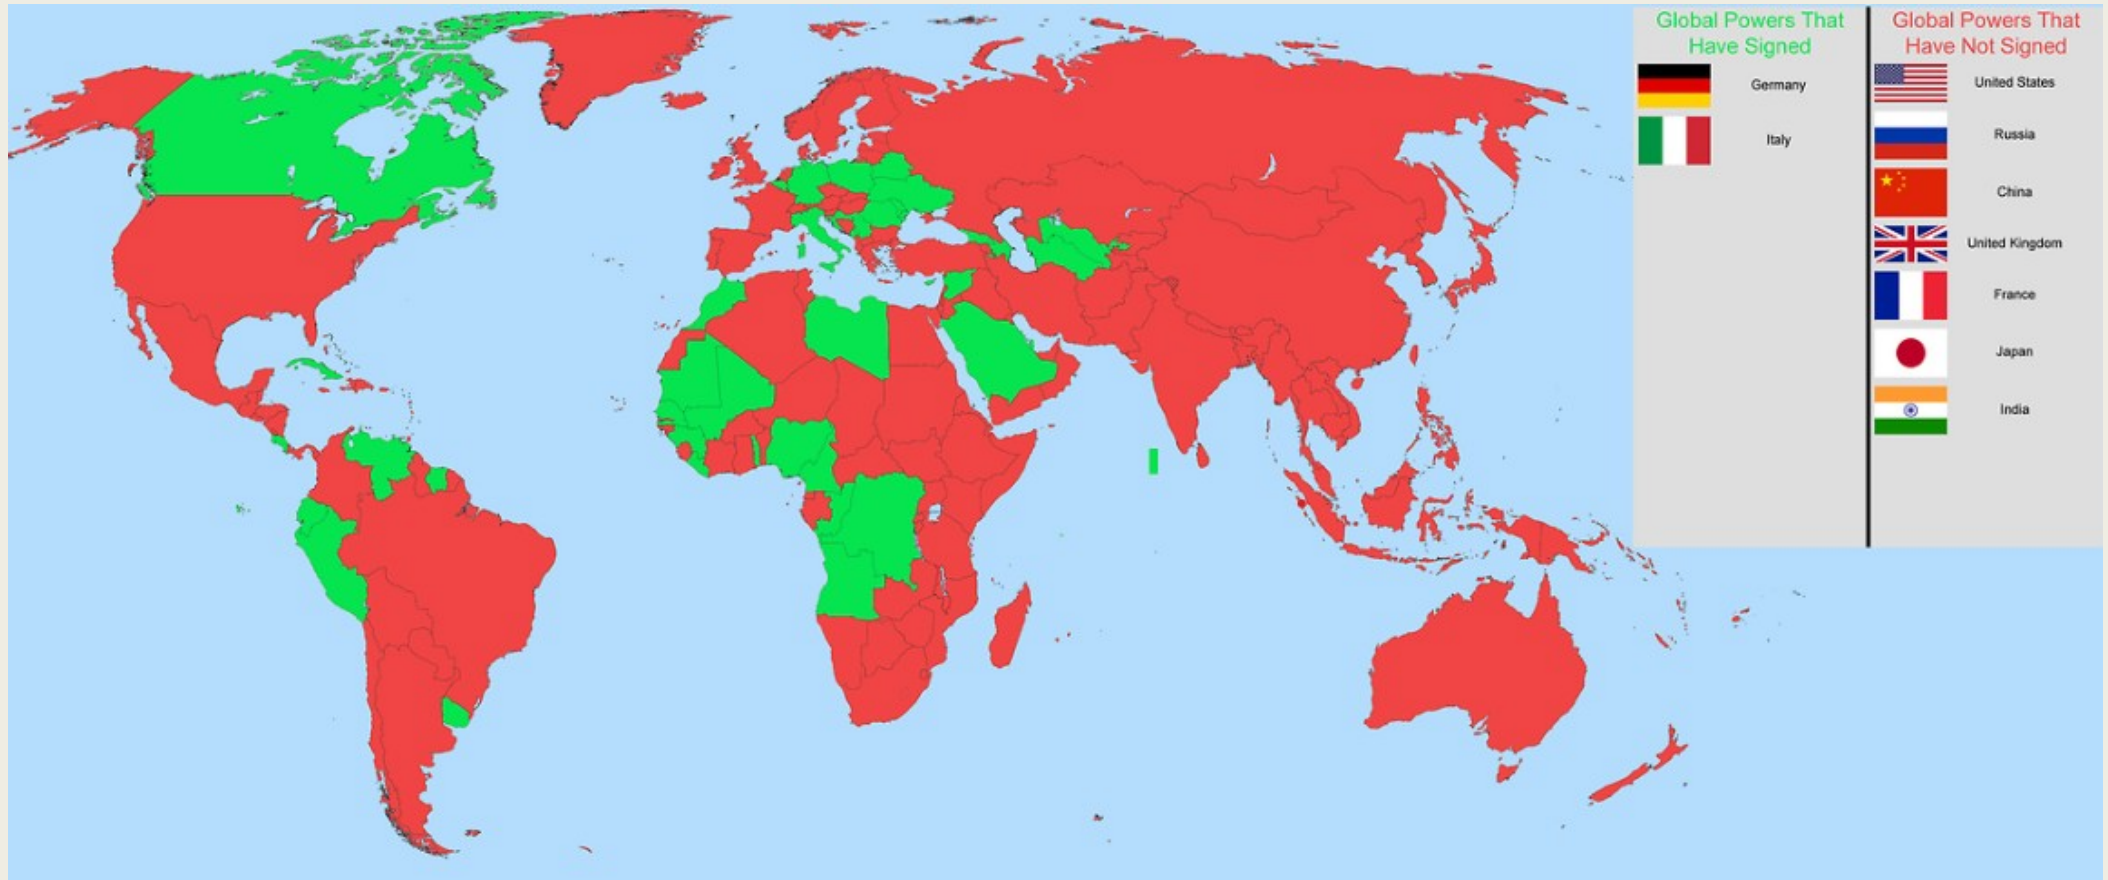 Global Powers That
Have Signed
Germany
Italy
Global Powers That
Have Not Signed
United States
Russia
China
United Kingdom
France
Japan
India